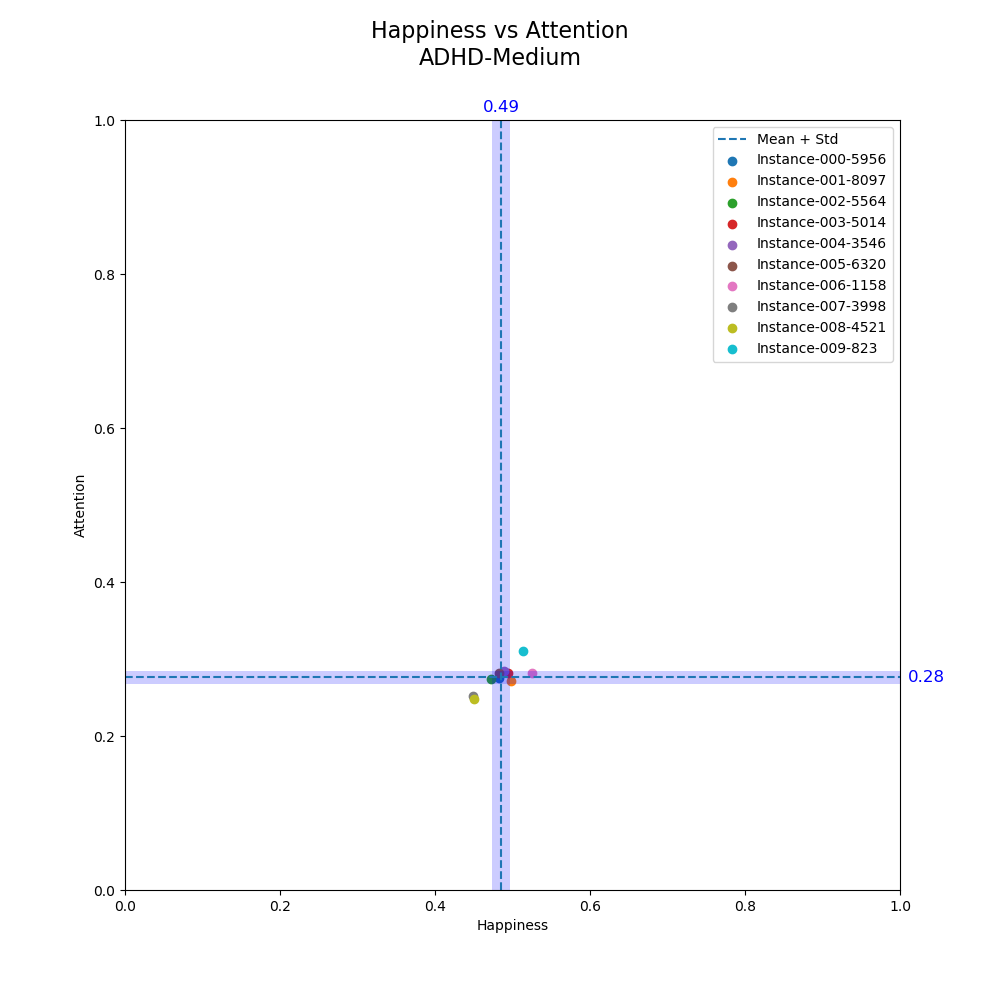 Happiness vs Attention
ADHD-Medium
0.49
1.0
0.8
0.6
0.4
0.2
0.0
Attention
Mean + Std
Instance-000-5956
Instance-001-8097
Instance-002-5564
Instance-003-5014
Instance-004-3546
Instance-005-6320
Instance-006-1158
Instance-007-3998
Instance-008-4521
Instance-009-823
0.28
0.0 0.2 0.4 0.6 0.8 1.0
Happiness